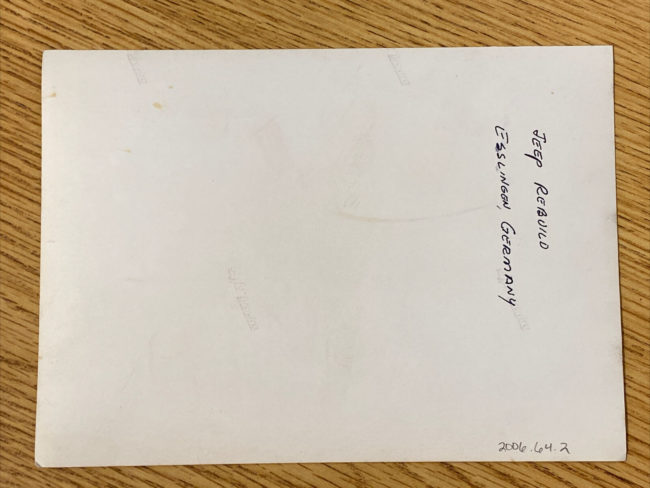 JEEP REBUILD
ESSLINGEN, GERMANY
2006.64.2